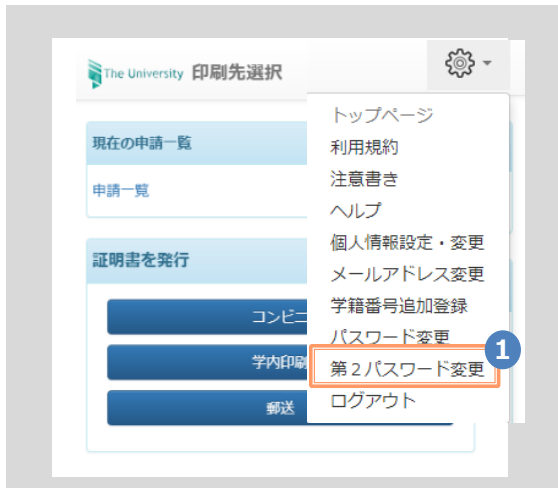 The University 印刷先選択
トップページ
利用規約
注意書き
ヘルプ
個人情報設定・変更
メールアドレス変更
学籍番号追加登録
パスワード変更
第２パスワード変更
ログアウト
1
現在の申請一覧
申請一覧
証明書を発行
コンビニ
学内印刷
郵送